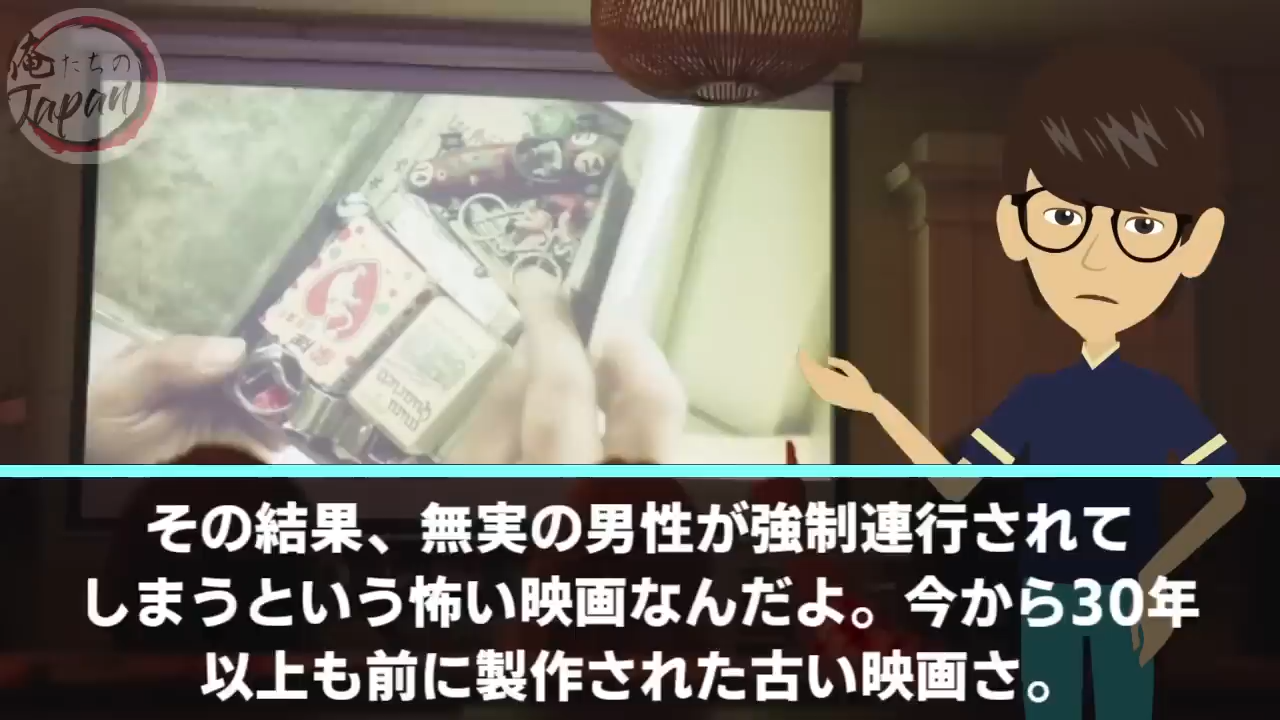 俺たちの
Japan
その結果、無実の男性が強制連行されて
しまうという怖い映画なんだよ。今から30年
以上も前に製作された古い映画さ。